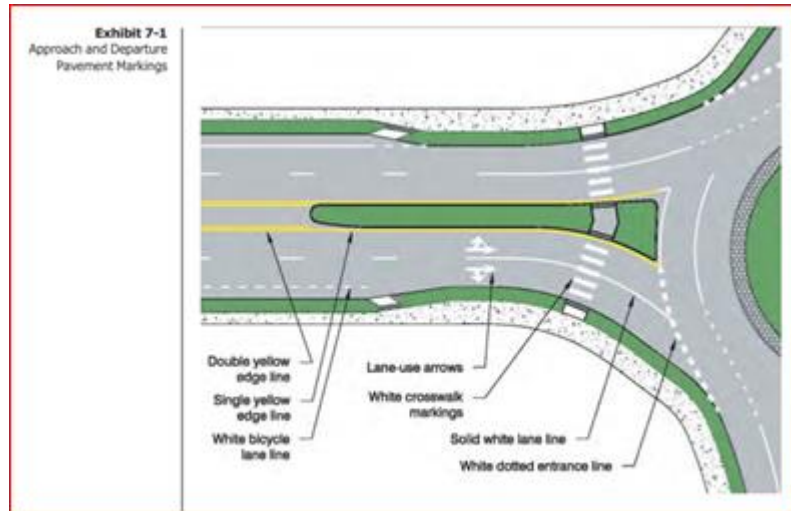 Exhibit 7-1
Approach and Departure
Pavement Markings
Double yellow
edge line
Single yellow
edge line
White bicycle
lane line
Lane-use arrows
White crosswalk
markings
Solid white lane line
White dotted entrance line